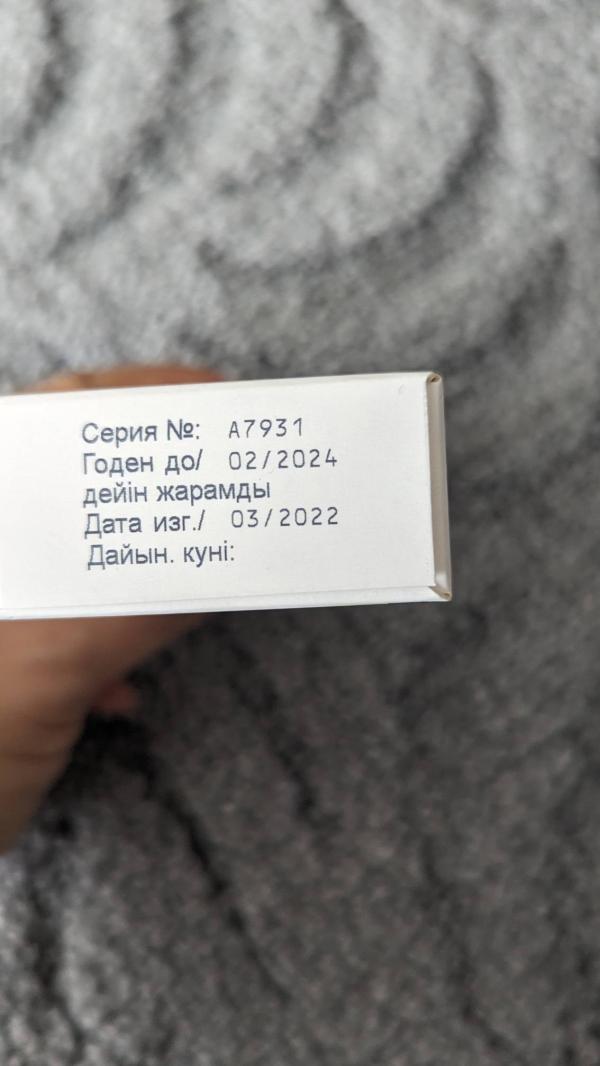 Серия №: A7931
Годен до/ 02/2024
дейін жарамды
Дата изг./ 03/2022
Дайын. күні: